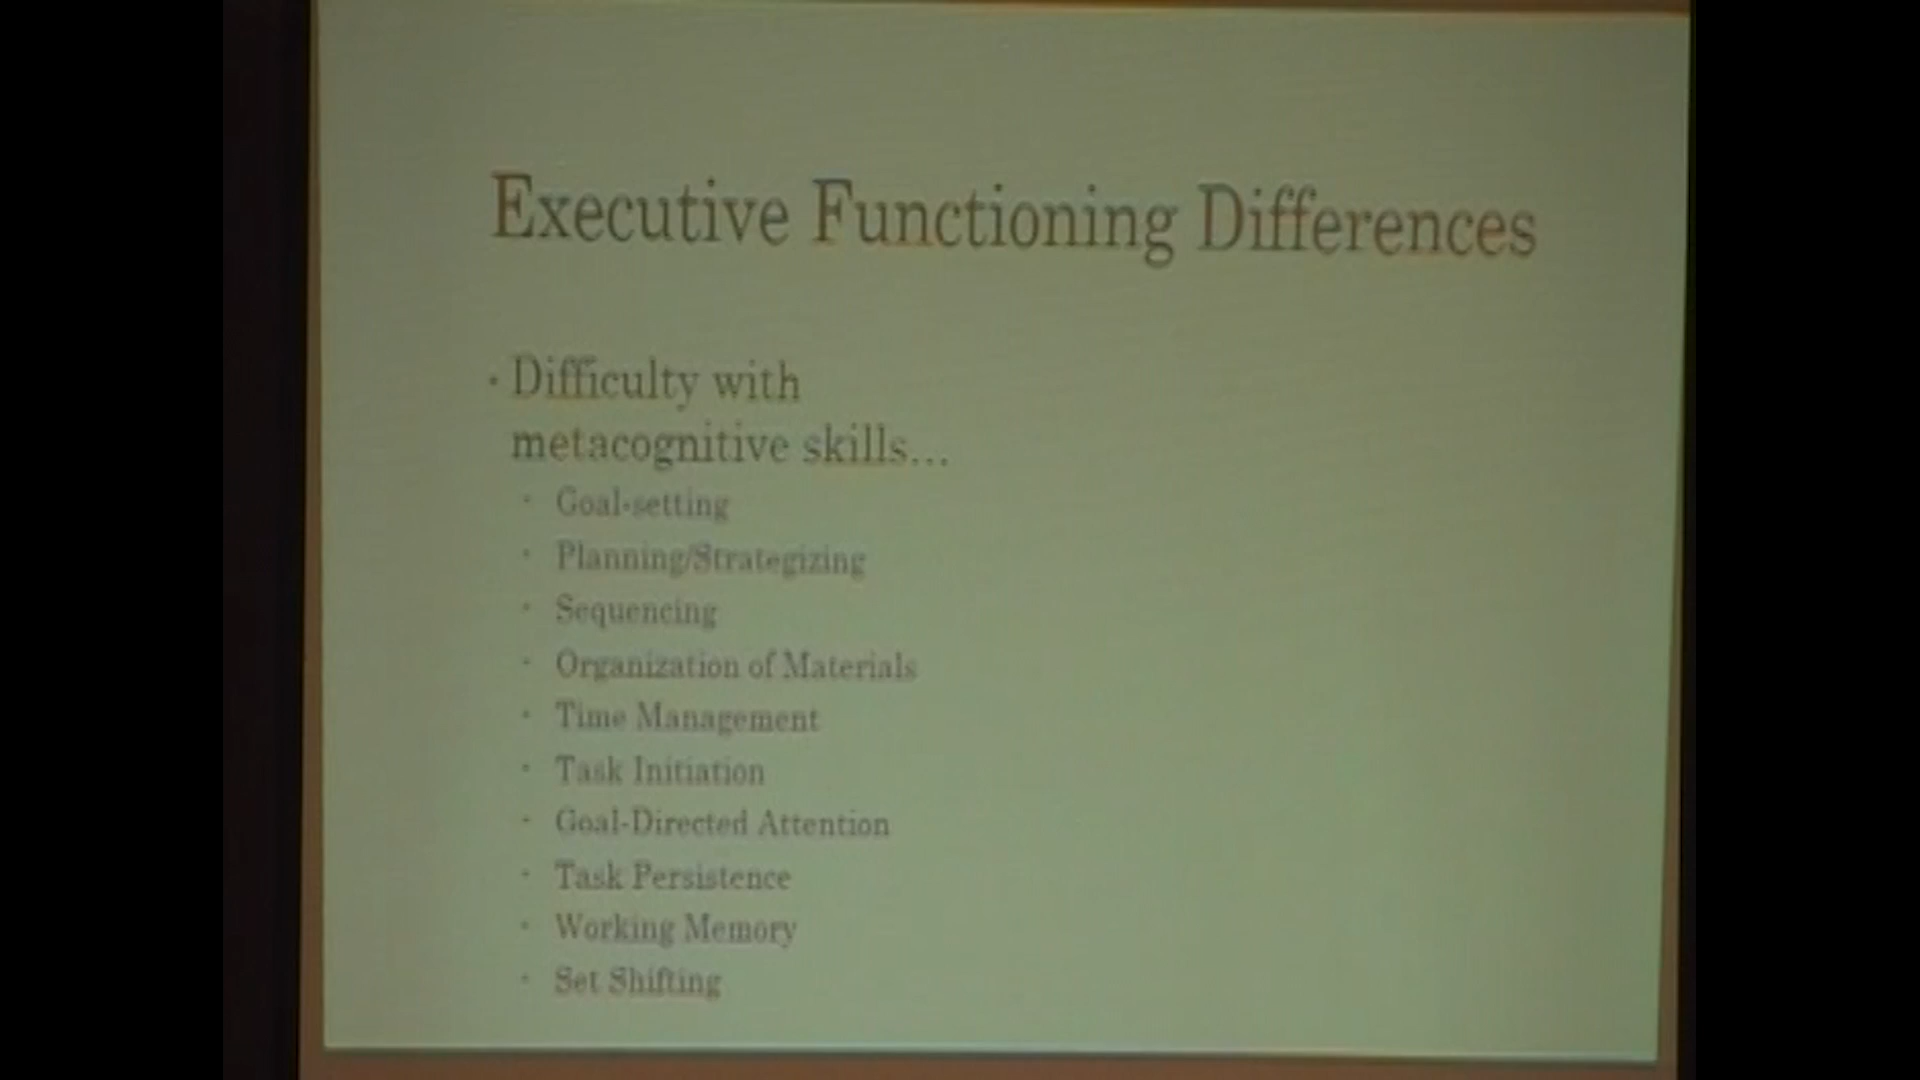 Executive Functioning Differences
· Difficulty with
metacognitive skills...
· Goal-setting
· Planning/Strategizing
· Sequencing
· Organization of Materials
· Time Management
· Task Initiation
· Goal-Directed Attention
· Task Persistence
· Working Memory
· Set Shifting